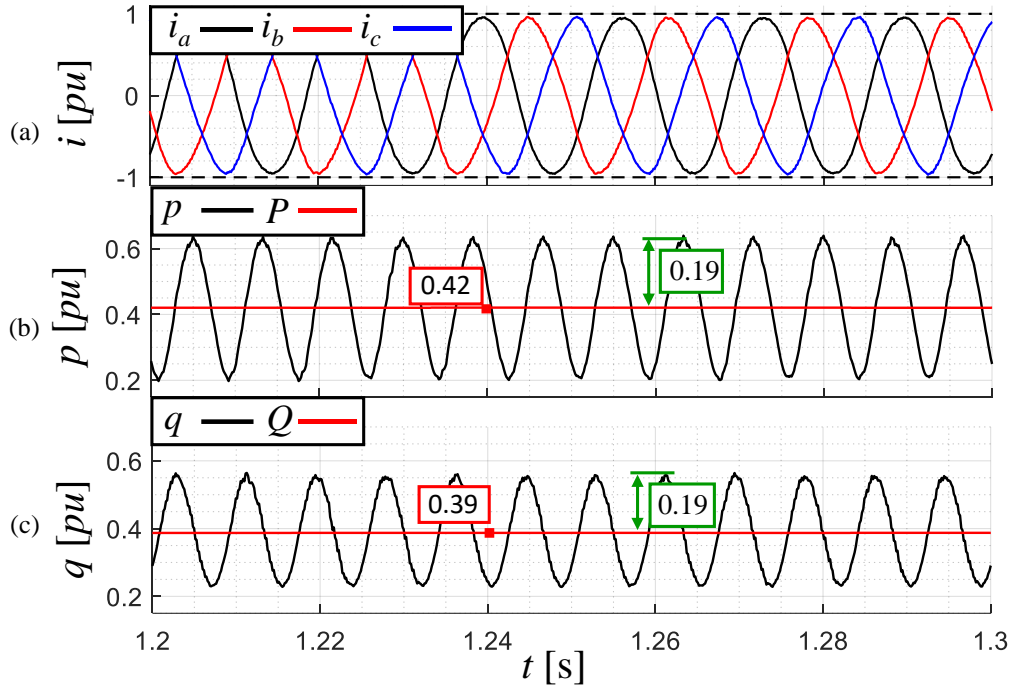 1
i_a i_b i_c
0
(a) i [pu]
-1
p P
0.6
0.19
0.42
0.4
(b) p [pu]
0.2
q Q
0.6
0.39 0.19
0.4
(c) q [pu]
0.2
1.2 1.22 1.24 1.26 1.28 1.3
t [s]